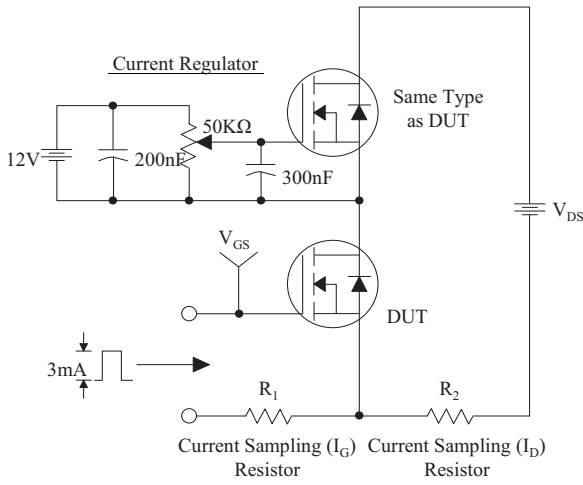 Current Regulator
Same Type
as DUT
50KΩ
12V
200nF
300nF
V_DS
V_GS
DUT
3mA
R_1
R_2
Current Sampling (I_G)
Resistor
Current Sampling (I_D)
Resistor